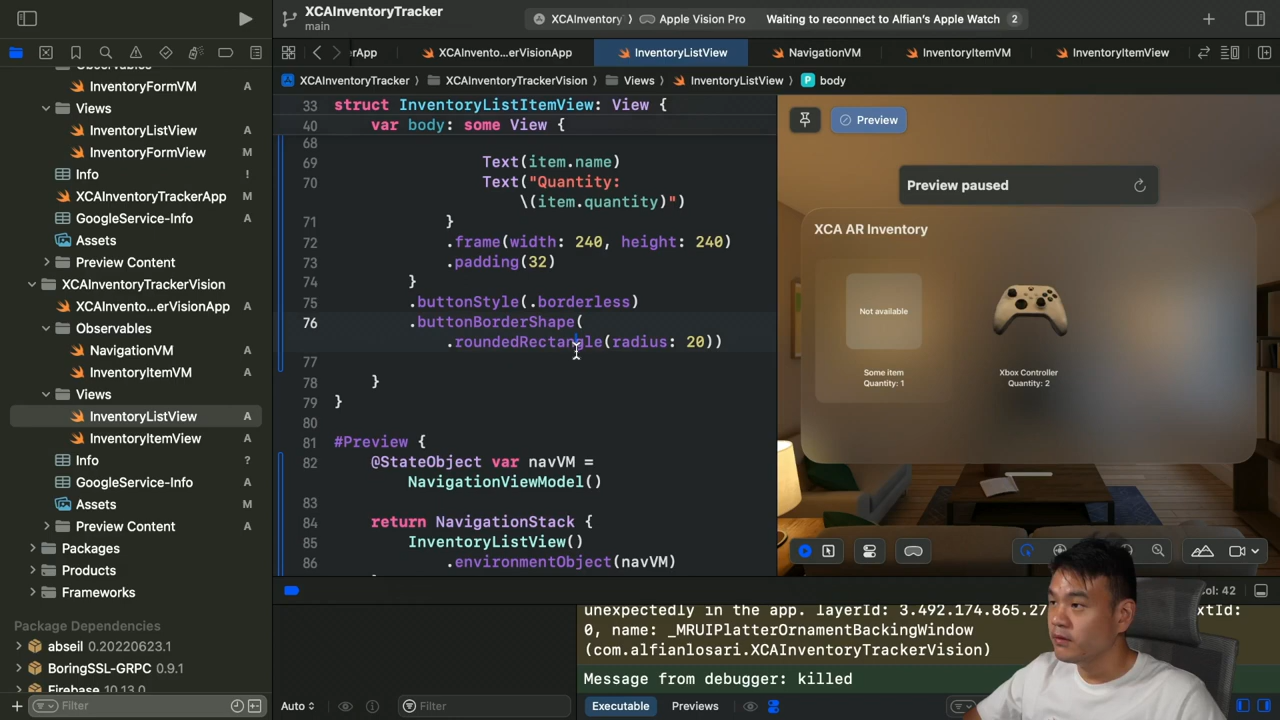 XCAInventoryTracker
main
XCAInventory
Apple Vision Pro
Waiting to reconnect to Alfian's Apple Watch
2
rApp
XCAInvento...erVisionApp
InventoryListView
NavigationVM
InventoryItemVM
InventoryItemView
XCAInventoryTracker
XCAInventoryTrackerVision
Views
InventoryListView
P
body
InventoryFormVM A
Views
InventoryListView A
InventoryFormView M
Info !
XCAInventoryTrackerApp M
GoogleService-Info A
Assets A
Preview Content A
XCAInventoryTrackerVision
XCAInvento...erVisionApp A
Observables
NavigationVM A
InventoryItemVM A
Views
InventoryListView A
InventoryItemView A
Info ?
GoogleService-Info A
Assets M
Preview Content A
Packages
Products
Frameworks
Package Dependencies
abseil 0.20220623.1
BoringSSL-GRPC 0.9.1
Firebase 10.13.0
Filter
33 struct InventoryListItemView: View {
40 var body: some View {
68
69 Text(item.name)
70 Text("Quantity:
\(item.quantity)")
71 }
72 .frame(width: 240, height: 240)
73 .padding(32)
74 }
75 .buttonStyle(.borderless)
76 .buttonBorderShape(
.roundedRectangle(radius: 20))
77
78 }
79 }
80
81 #Preview {
82 @StateObject var navVM =
NavigationViewModel()
83
84 return NavigationStack {
85 InventoryListView()
86 .environmentObject(navVM)
Preview
Preview paused
XCA AR Inventory
Not available
Some item
Quantity: 1
Xbox Controller
Quantity: 2
Col: 42
unexpectedly in the app. layerId: 3.492.174.865.27
0, name: _MRUIPlatterOrnamentBackingWindow
(com.alfianlosari.XCAInventoryTrackerVision)
Message from debugger: killed
Auto
Filter
Executable
Previews